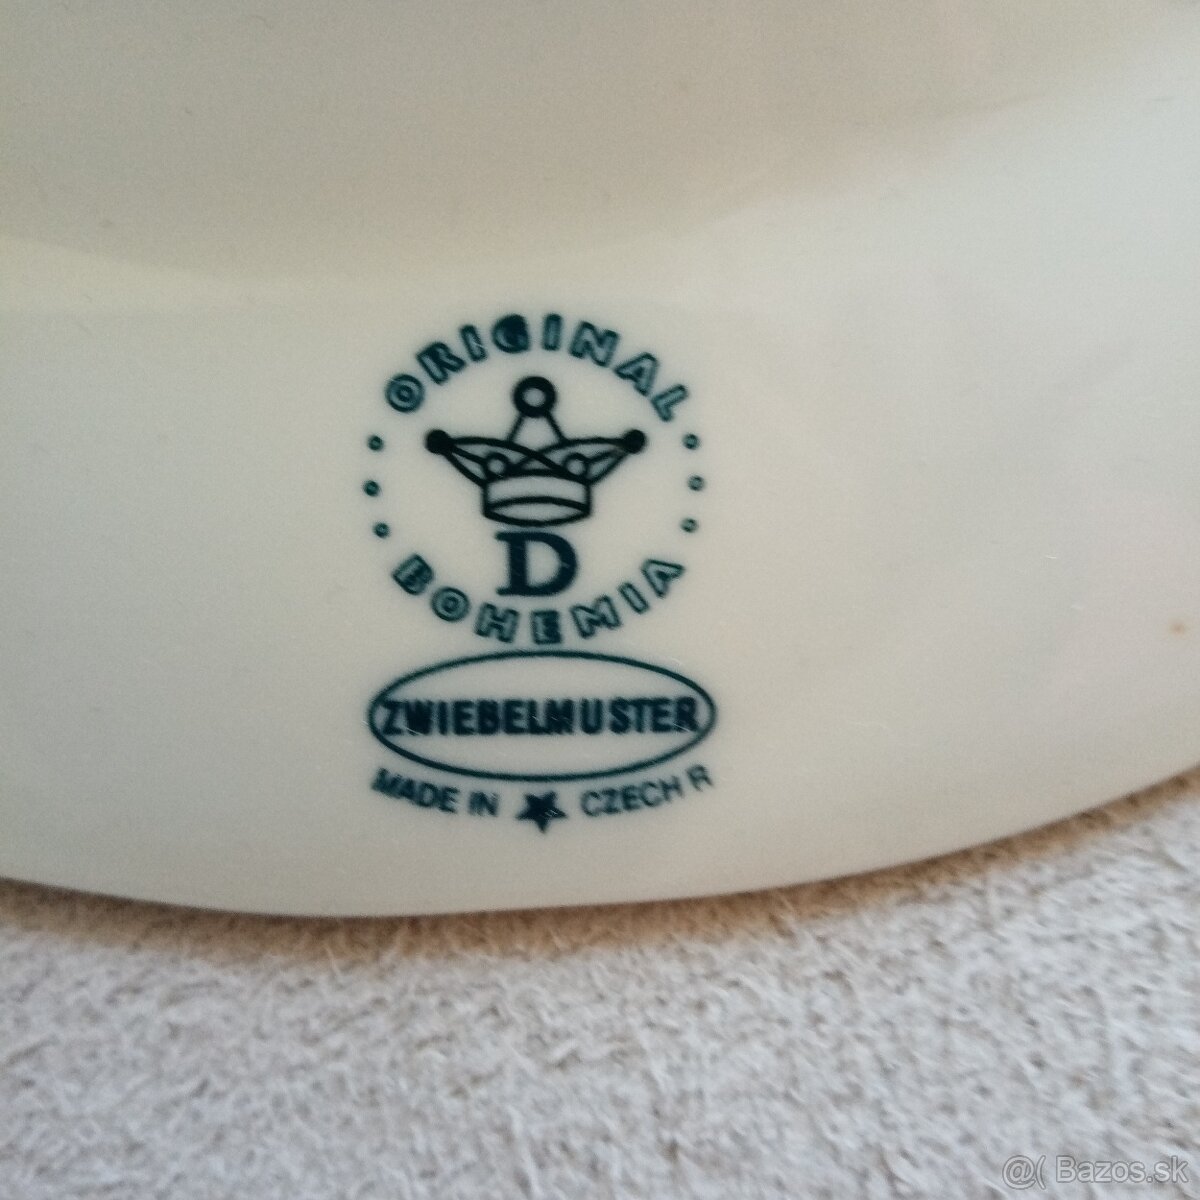 ORIGINAL
D
BOHEMIA
ZWIEBELMUSTER
MADE IN ★ CZECH R
@( Bazos.sk